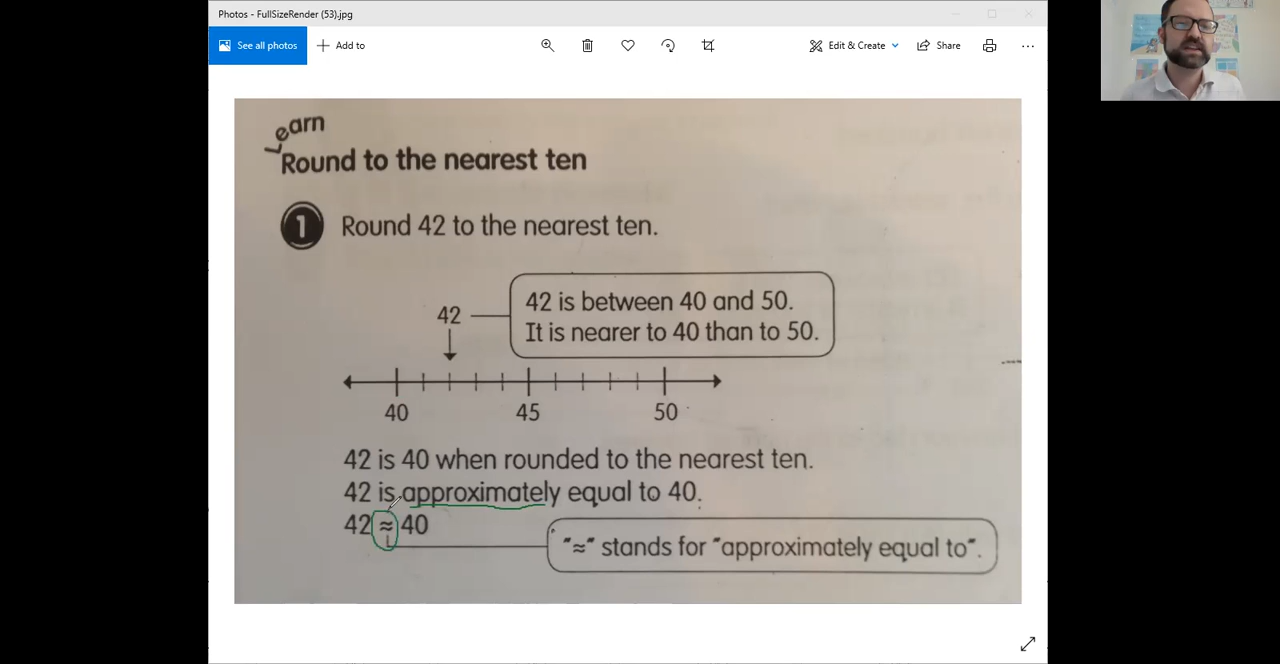 Photos - FullSizeRender (53).jpg
See all photos
Add to
Edit & Create
Share
Learn
Round to the nearest ten
1 Round 42 to the nearest ten.
42
42 is between 40 and 50.
It is nearer to 40 than to 50.
40 45 50
42 is 40 when rounded to the nearest ten.
42 is approximately equal to 40.
42 ≈ 40
"≈" stands for "approximately equal to".